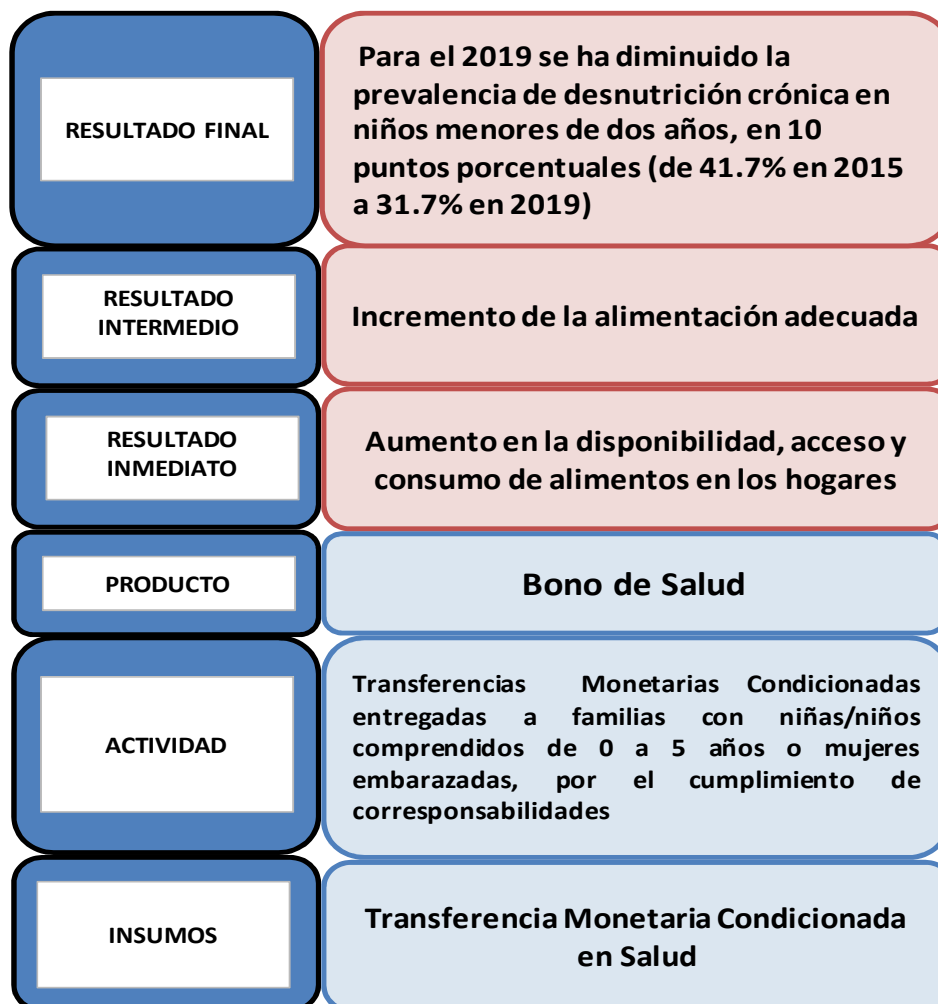 RESULTADO FINAL
Para el 2019 se ha diminuido la
prevalencia de desnutrición crónica en
niños menores de dos años, en 10
puntos porcentuales (de 41.7% en 2015
a 31.7% en 2019)
RESULTADO
INTERMEDIO
Incremento de la alimentación adecuada
RESULTADO
INMEDIATO
Aumento en la disponibilidad, acceso y
consumo de alimentos en los hogares
PRODUCTO
Bono de Salud
ACTIVIDAD
Transferencias Monetarias Condicionadas
entregadas a familias con niñas/niños
comprendidos de 0 a 5 años o mujeres
embarazadas, por el cumplimiento de
corresponsabilidades
INSUMOS
Transferencia Monetaria Condicionada
en Salud